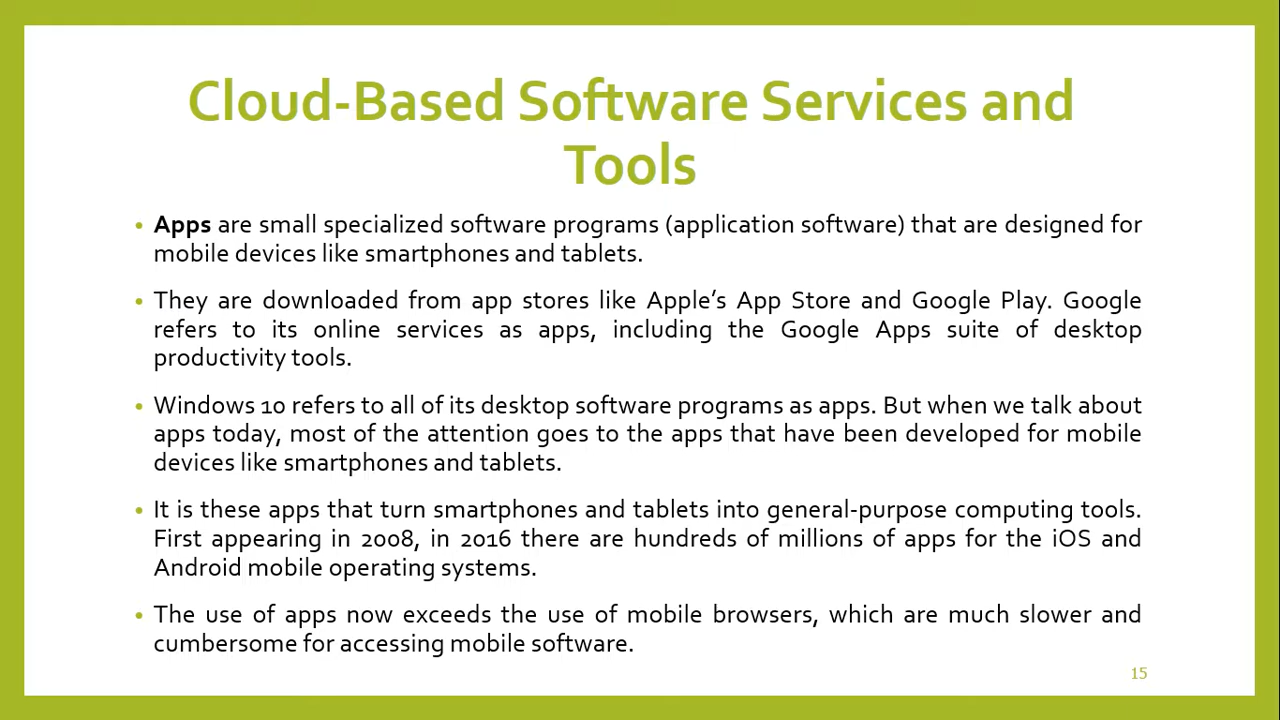 Cloud-Based Software Services and
Tools
• Apps are small specialized software programs (application software) that are designed for
mobile devices like smartphones and tablets.
• They are downloaded from app stores like Apple’s App Store and Google Play. Google
refers to its online services as apps, including the Google Apps suite of desktop
productivity tools.
• Windows 10 refers to all of its desktop software programs as apps. But when we talk about
apps today, most of the attention goes to the apps that have been developed for mobile
devices like smartphones and tablets.
• It is these apps that turn smartphones and tablets into general-purpose computing tools.
First appearing in 2008, in 2016 there are hundreds of millions of apps for the iOS and
Android mobile operating systems.
• The use of apps now exceeds the use of mobile browsers, which are much slower and
cumbersome for accessing mobile software.
15